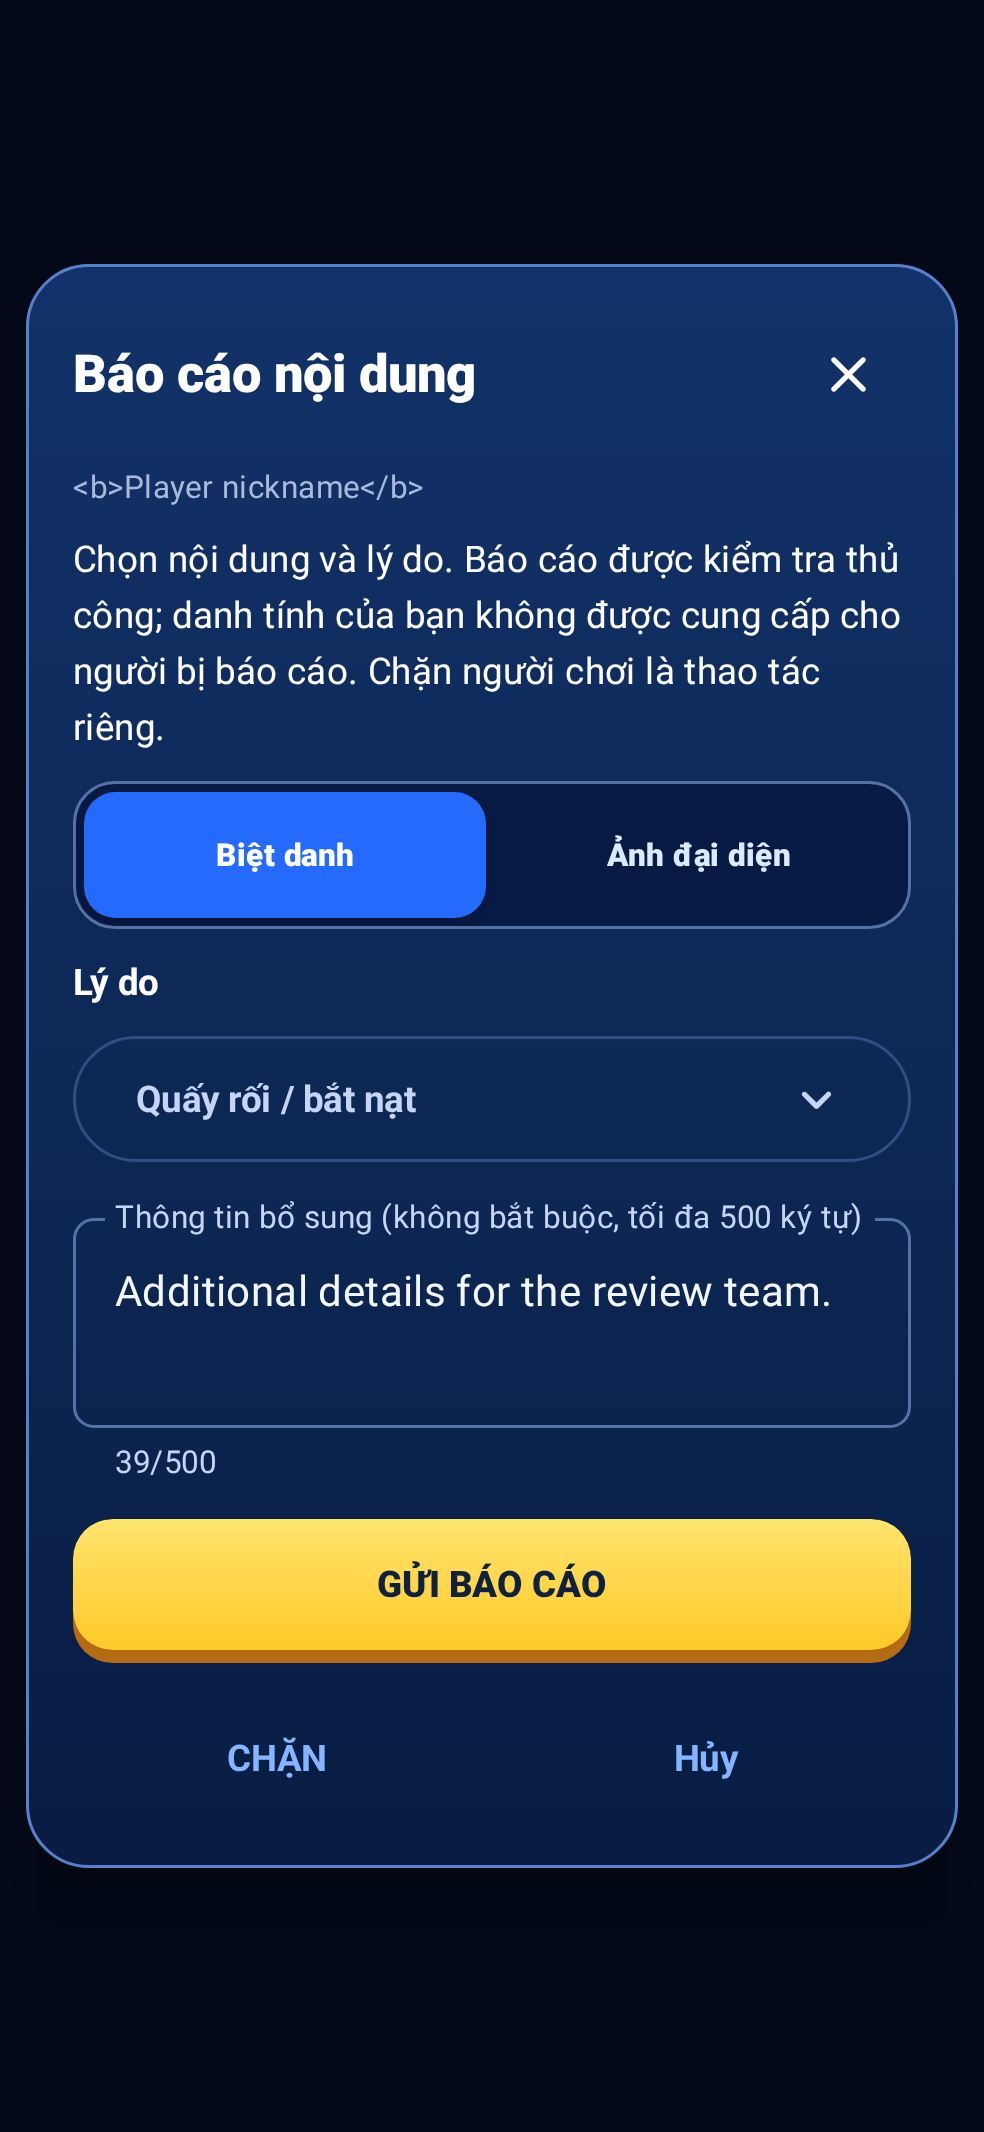 Báo cáo nội dung
<b>Player nickname</b>
Chọn nội dung và lý do. Báo cáo được kiểm tra thủ
công; danh tính của bạn không được cung cấp cho
người bị báo cáo. Chặn người chơi là thao tác
riêng.
Biệt danh
Ảnh đại diện
Lý do
Quấy rối / bắt nạt
Thông tin bổ sung (không bắt buộc, tối đa 500 ký tự)
Additional details for the review team.
39/500
GỬI BÁO CÁO
CHẶN
Hủy